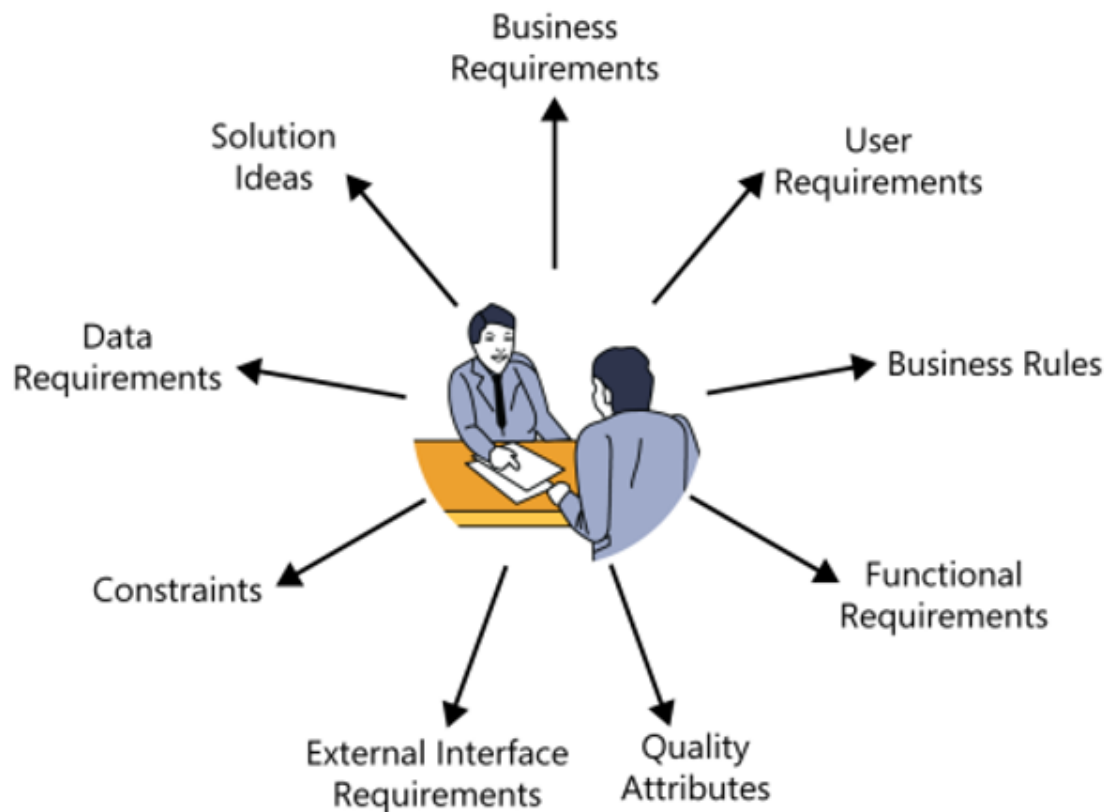 Business
Requirements
User
Requirements
Business Rules
Functional
Requirements
Quality
Attributes
External Interface
Requirements
Constraints
Data
Requirements
Solution
Ideas